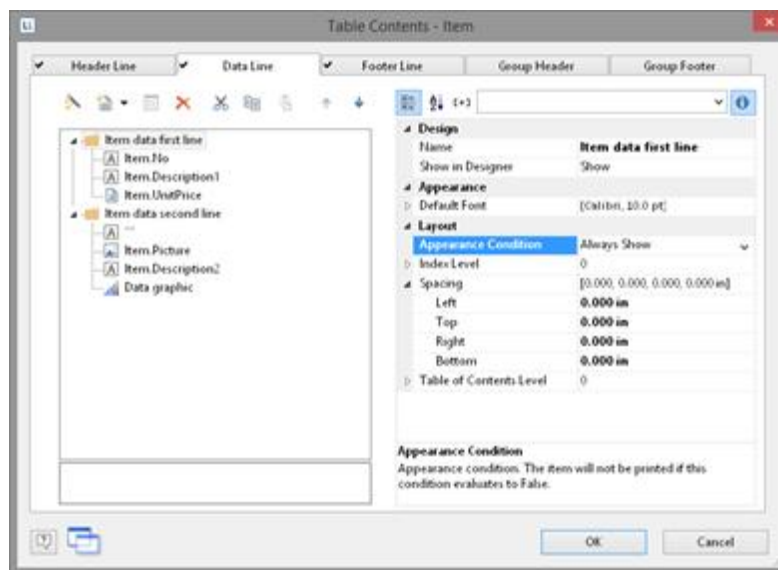 LL
Table Contents - Item
Header Line
Data Line
Footer Line
Group Header
Group Footer
Item data first line
Item.No
Item.Description1
Item.UnitPrice
Item data second line
""
Item.Picture
Item.Description2
Data graphic
Design
Name Item data first line
Show in Designer Show
Appearance
Default Font [Calibri, 10.0 pt]
Layout
Appearance Condition Always Show
Index Level 0
Spacing [0.000, 0.000, 0.000, 0.000 in]
Left 0.000 in
Top 0.000 in
Right 0.000 in
Bottom 0.000 in
Table of Contents Level 0
Appearance Condition
Appearance condition. The item will not be printed if this
condition evaluates to False.
OK
Cancel